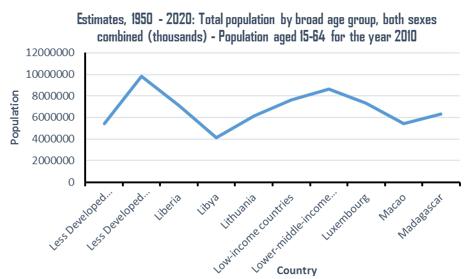 Estimates, 1950 - 2020: Total population by broad age group, both sexes
combined (thousands) - Population aged 15-64 for the year 2010
12000000
10000000
8000000
6000000
4000000
2000000
0
Population
Less Developed...
Less Developed...
Liberia
Libya
Lithuania
Low-income countries
Lower-middle-income...
Luxembourg
Macao
Madagascar
Country